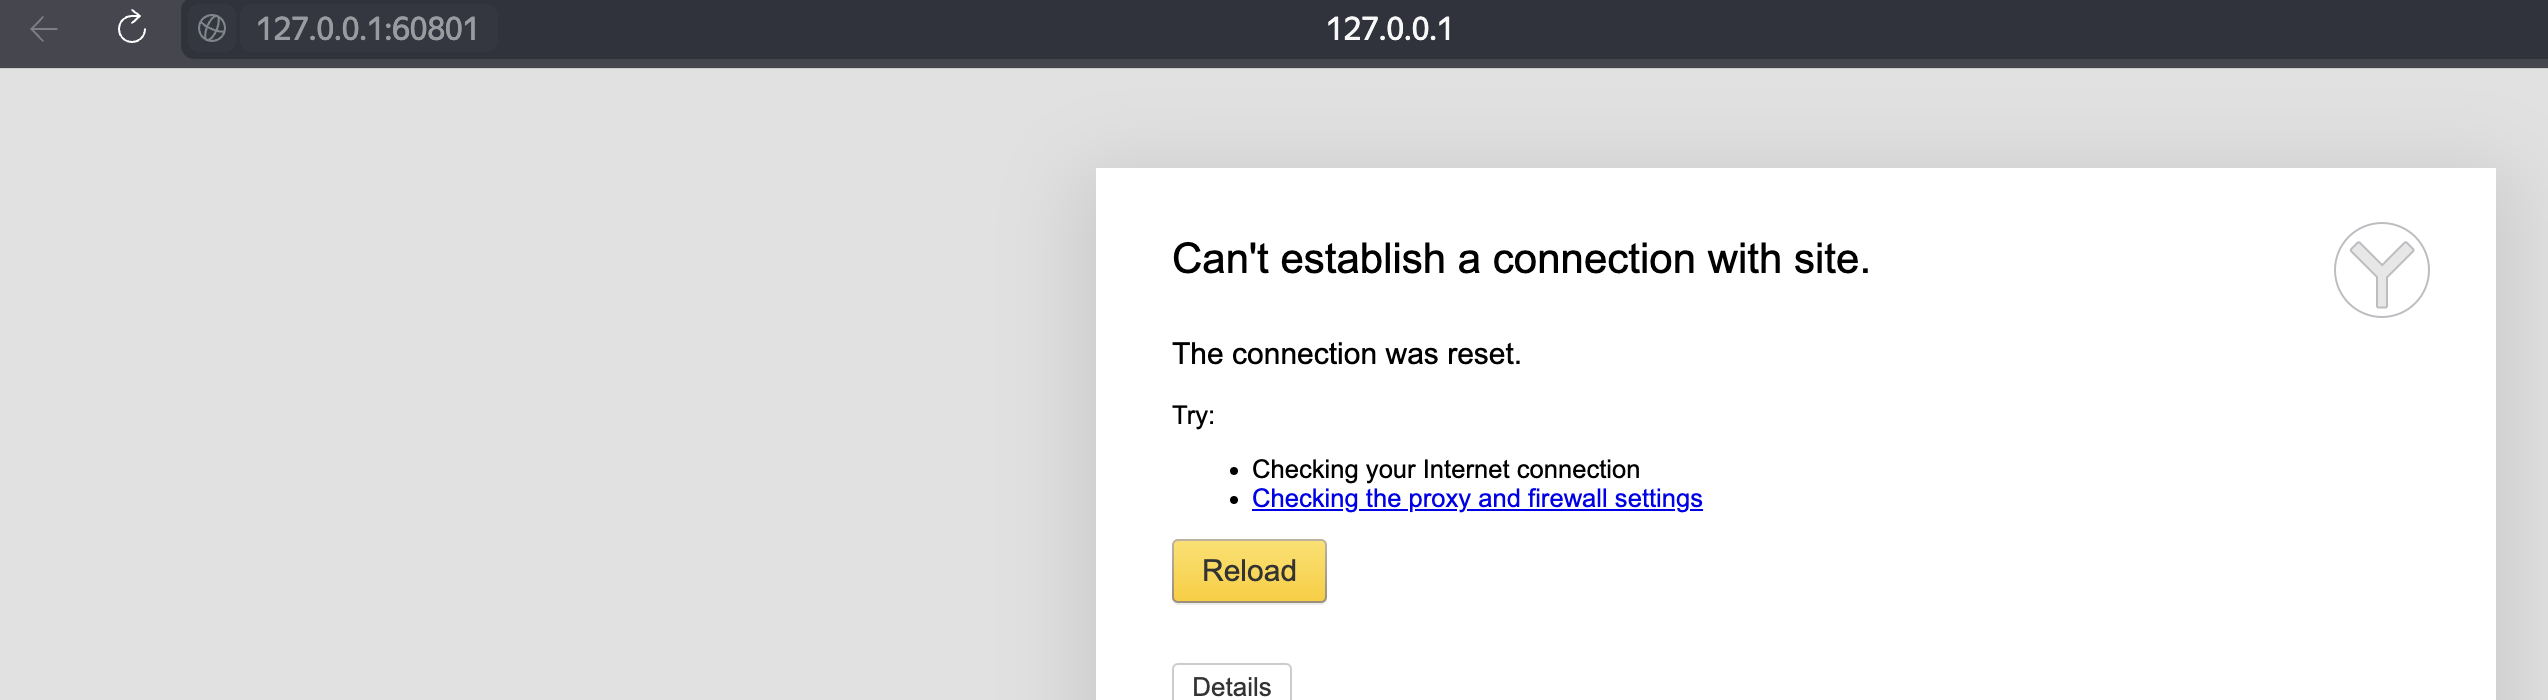 127.0.0.1:60801
127.0.0.1
Can't establish a connection with site.
The connection was reset.
Try:
• Checking your Internet connection
• Checking the proxy and firewall settings
Reload
Details